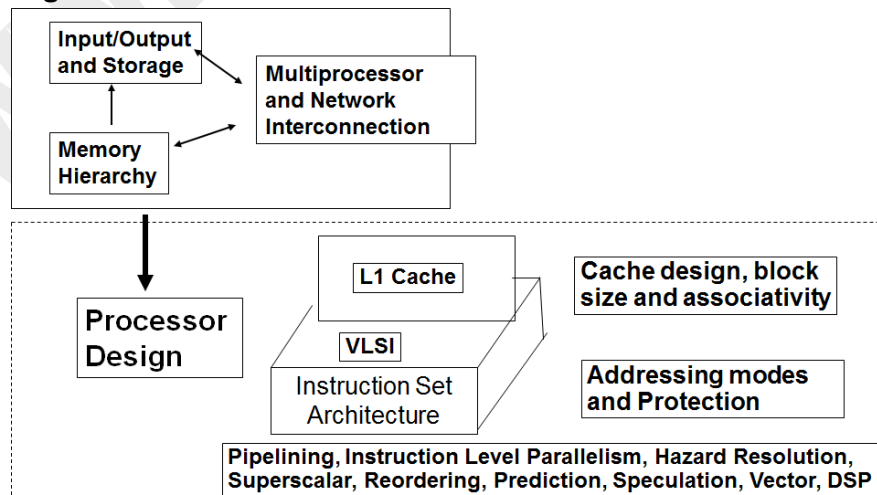 Input/Output
and Storage
Multiprocessor
and Network
Interconnection
Memory
Hierarchy
L1 Cache
Cache design, block
size and associativity
Processor
Design
VLSI
Instruction Set
Architecture
Addressing modes
and Protection
Pipelining, Instruction Level Parallelism, Hazard Resolution,
Superscalar, Reordering, Prediction, Speculation, Vector, DSP